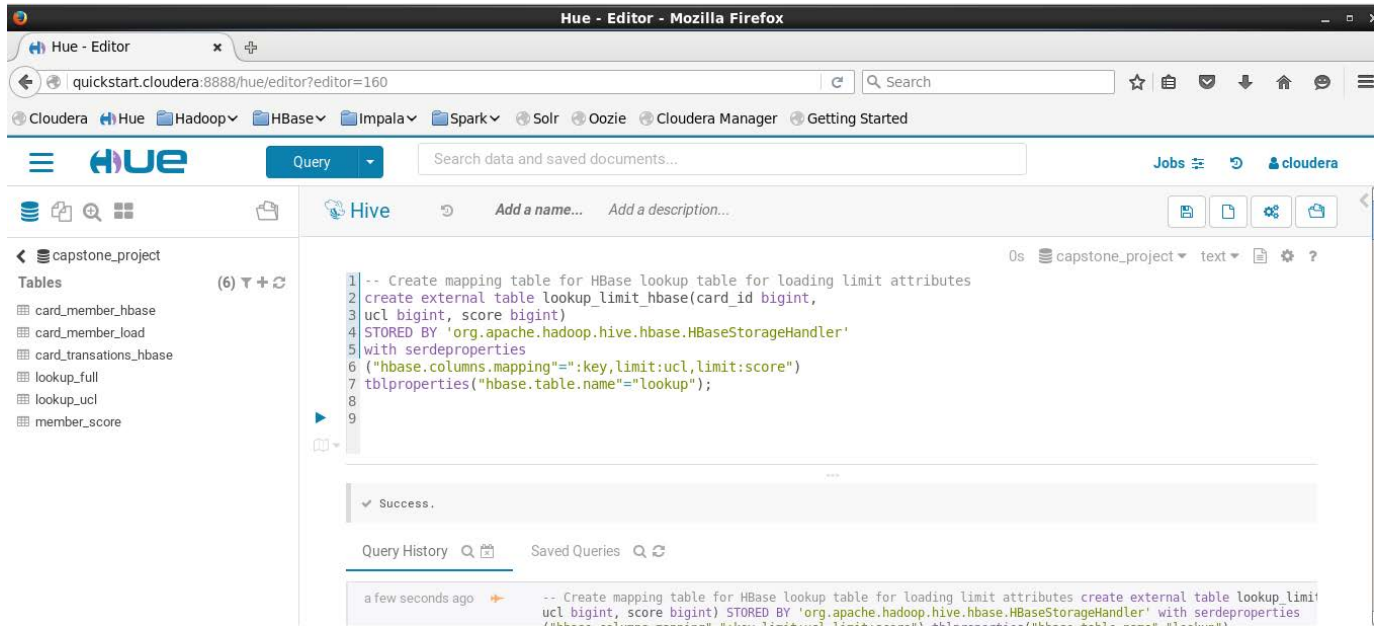 Hue - Editor - Mozilla Firefox
Hue - Editor
quickstart.cloudera:8888/hue/editor?editor=160
Search
Cloudera Hue Hadoop HBase Impala Spark Solr Oozie Cloudera Manager Getting Started
HUE Query Search data and saved documents... Jobs cloudera
Hive Add a name... Add a description...
capstone_project
Tables (6)
card_member_hbase
card_member_load
card_transations_hbase
lookup_full
lookup_ucl
member_score
0s capstone_project text ?
1 -- Create mapping table for HBase lookup table for loading limit attributes
2 create external table lookup_limit_hbase(card_id bigint,
3 ucl bigint, score bigint)
4 STORED BY 'org.apache.hadoop.hive.hbase.HBaseStorageHandler'
5 with serdeproperties
6 ("hbase.columns.mapping"=":key,limit:ucl,limit:score")
7 tblproperties("hbase.table.name"="lookup");
8
9
Success.
Query History Saved Queries
a few seconds ago -- Create mapping table for HBase lookup table for loading limit attributes create external table lookup_limit
ucl bigint, score bigint) STORED BY 'org.apache.hadoop.hive.hbase.HBaseStorageHandler' with serdeproperties